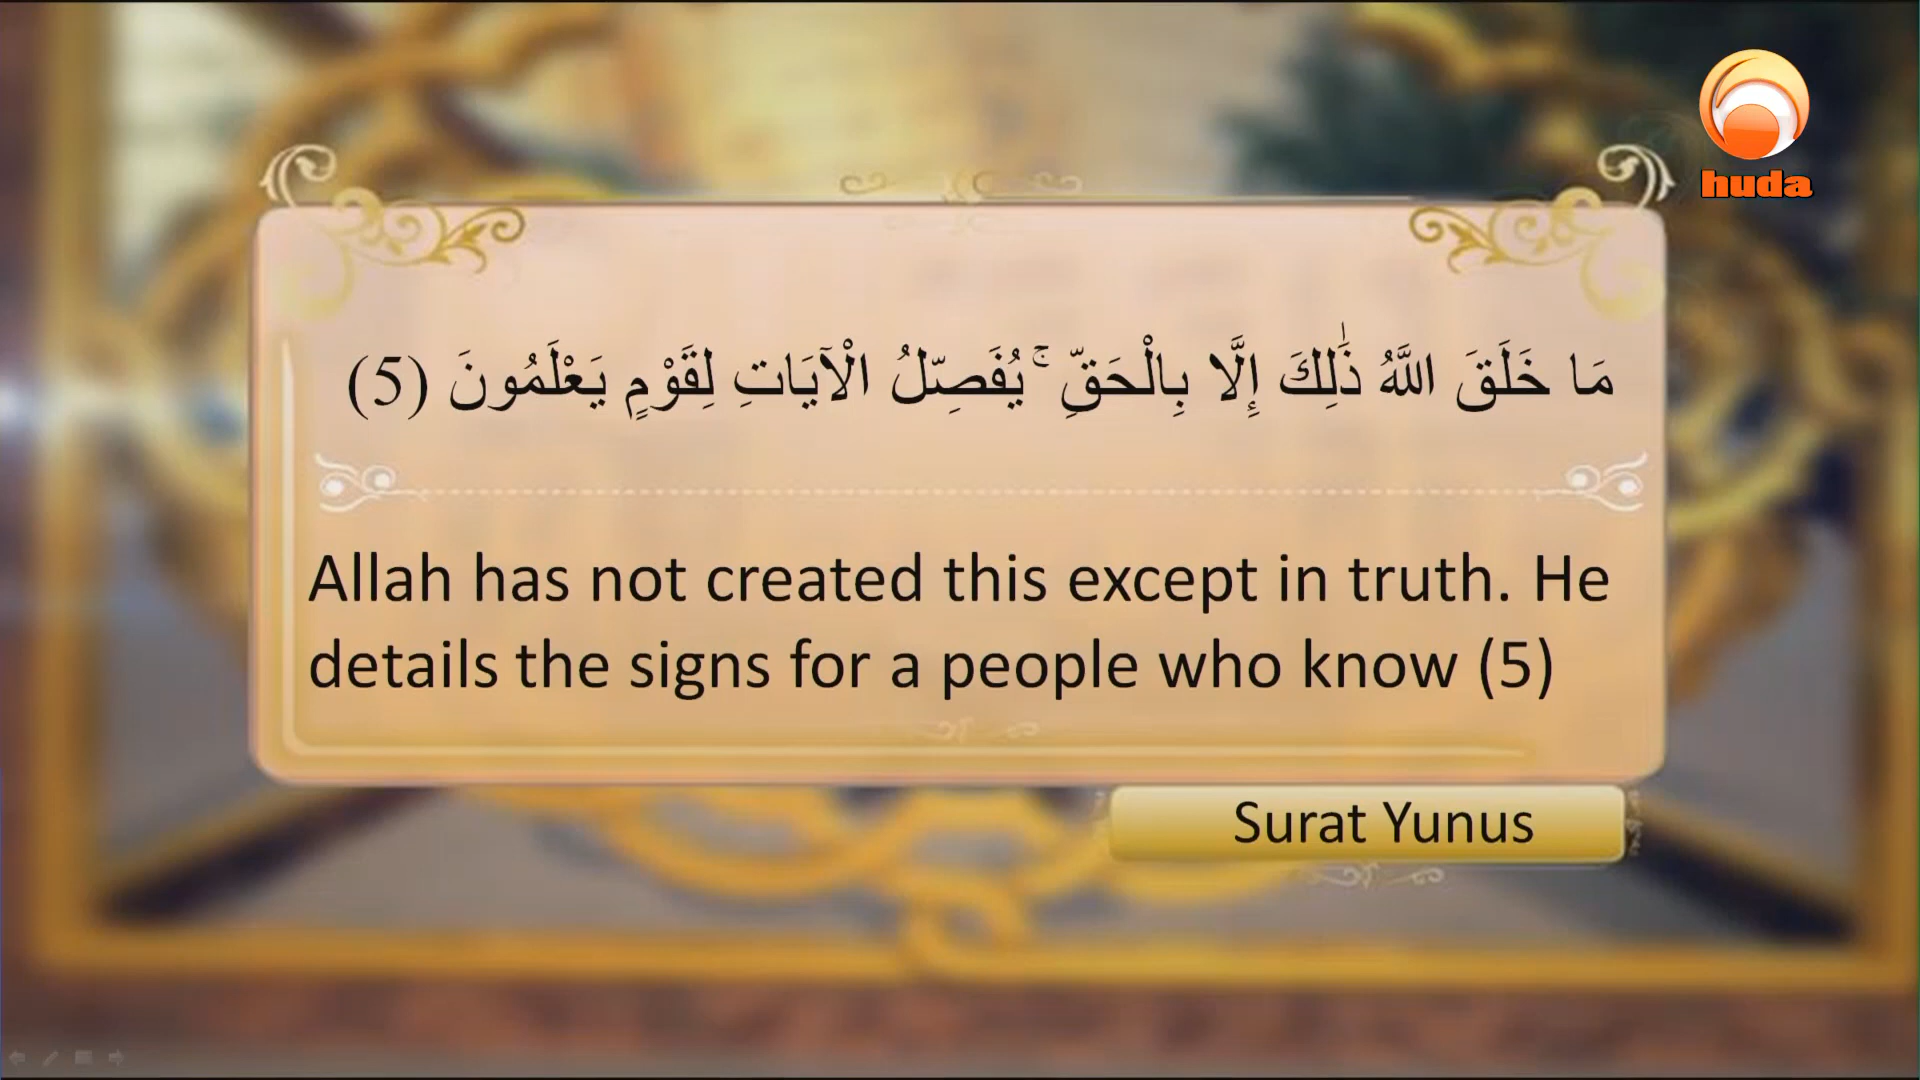 huda
مَا خَلَقَ اللَّهُ ذَٰلِكَ إِلَّا بِالْحَقِّ ۚ يُفَصِّلُ الْآيَاتِ لِقَوْمٍ يَعْلَمُونَ (5)
Allah has not created this except in truth. He
details the signs for a people who know (5)
Surat Yunus